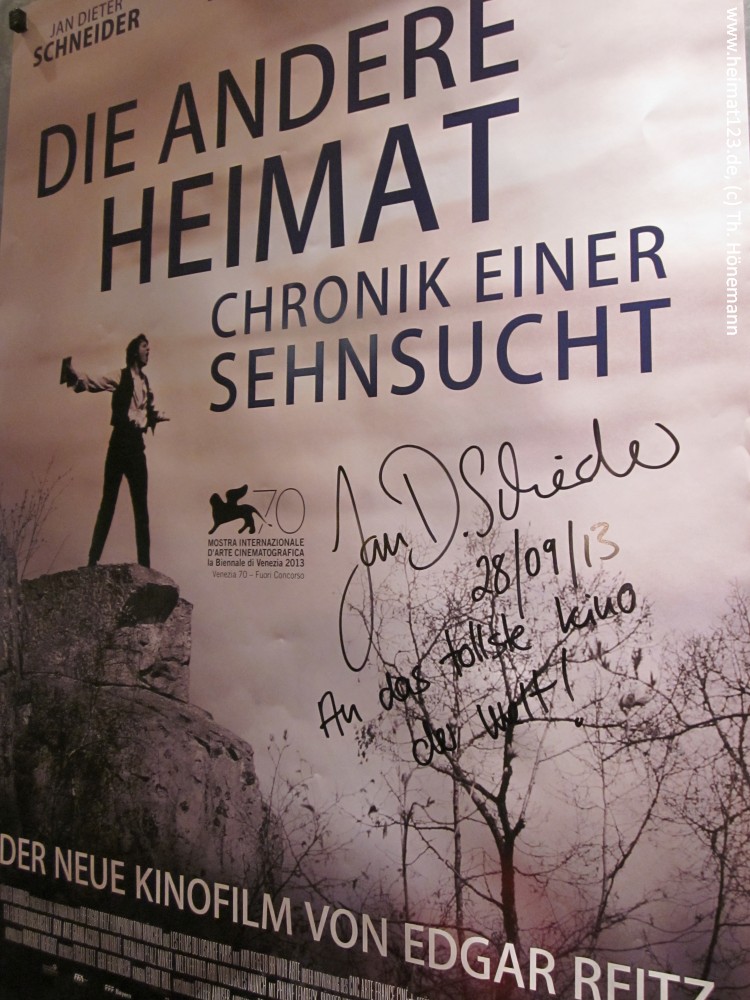 JAN DIETER
SCHNEIDER
DIE ANDERE
HEIMAT
CHRONIK EINER
SEHNSUCHT
70
MOSTRA INTERNAZIONALE
D'ARTE CINEMATOGRAFICA
la Biennale di Venezia 2013
Venezia 70 – Fuori Concorso
Jan D. Schneider
28/09/13
An das tollste Kino
der Welt!
DER NEUE KINOFILM VON EDGAR REITZ
www.heimat123.de, (c) Th. Hönemann